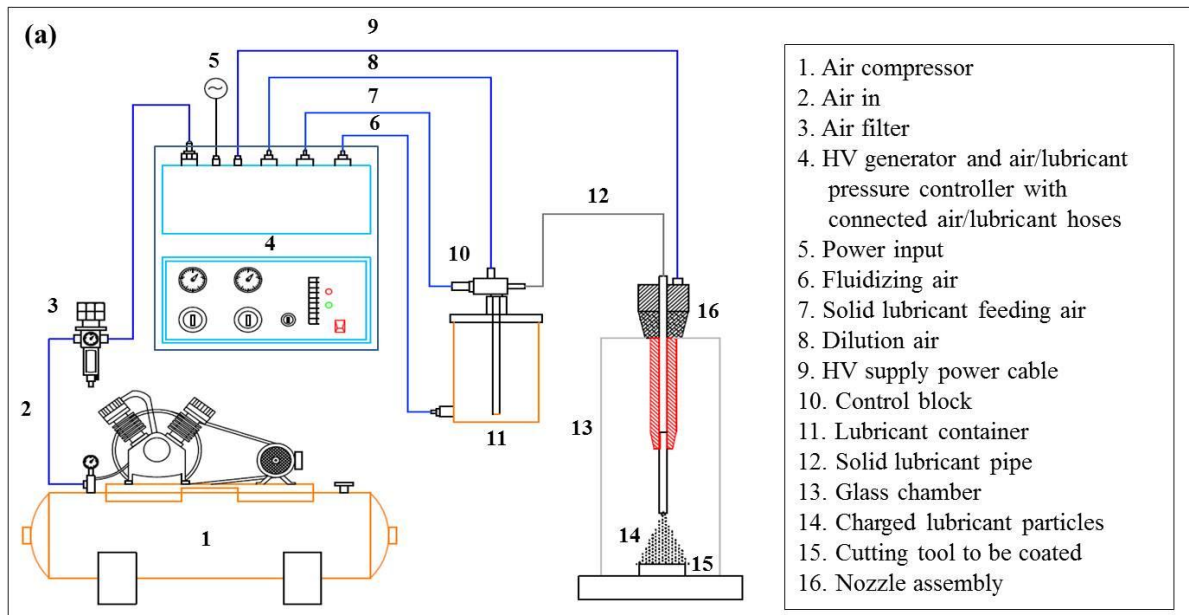 (a)
9
5
8
7
6
12
4
10
3
16
2
13
11
1
14
15
1. Air compressor
2. Air in
3. Air filter
4. HV generator and air/lubricant
pressure controller with
connected air/lubricant hoses
5. Power input
6. Fluidizing air
7. Solid lubricant feeding air
8. Dilution air
9. HV supply power cable
10. Control block
11. Lubricant container
12. Solid lubricant pipe
13. Glass chamber
14. Charged lubricant particles
15. Cutting tool to be coated
16. Nozzle assembly